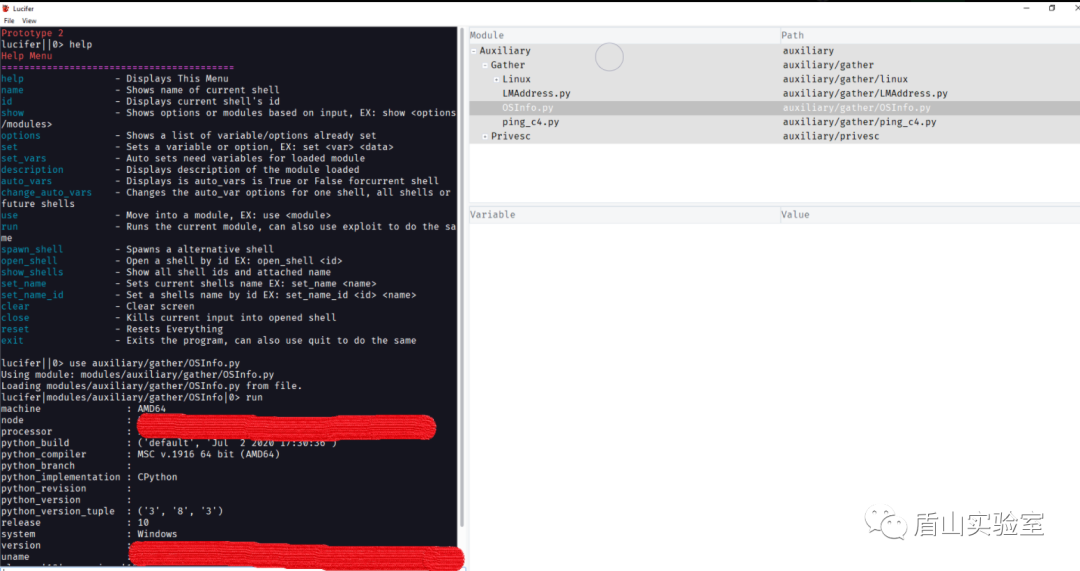 Lucifer
File View
Prototype 2
lucifer||0> help
Help Menu
========================================
help - Displays This Menu
name - Shows name of current shell
id - Displays current shell's id
show - Shows options or modules based on input, EX: show <options
/modules>
options - Shows a list of variable/options already set
set - Sets a variable or option, EX: set <var> <data>
set_vars - Auto sets need variables for loaded module
description - Displays description of the module loaded
auto_vars - Displays is auto_vars is True or False forcurrent shell
change_auto_vars - Changes the auto_var options for one shell, all shells or
future shells
use - Move into a module, EX: use <module>
run - Runs the current module, can also use exploit to do the sa
me
spawn_shell - Spawns a alternative shell
open_shell - Open a shell by id EX: open_shell <id>
show_shells - Show all shell ids and attached name
set_name - Sets current shells name EX: set_name <name>
set_name_id - Set a shells name by id EX: set_name_id <id> <name>
clear - Clear screen
close - Kills current input into opened shell
reset - Resets Everything
exit - Exits the program, can also use quit to do the same
lucifer||0> use auxiliary/gather/OSInfo.py
Using module: modules/auxiliary/gather/OSInfo.py
Loading modules/auxiliary/gather/OSInfo.py from file.
lucifer|modules/auxiliary/gather/OSInfo|0> run
machine : AMD64
node :
processor :
python_build : ('default', 'Jul 2 2020 17:30:36')
python_compiler : MSC v.1916 64 bit (AMD64)
python_branch :
python_implementation : CPython
python_revision :
python_version :
python_version_tuple : ('3', '8', '3')
release : 10
system : Windows
version :
uname
Module Path
Auxiliary auxiliary
Gather auxiliary/gather
Linux auxiliary/gather/linux
LMAddress.py auxiliary/gather/LMAddress.py
OSInfo.py auxiliary/gather/OSInfo.py
ping_c4.py auxiliary/gather/ping_c4.py
Privesc auxiliary/privesc
Variable Value
盾山实验室